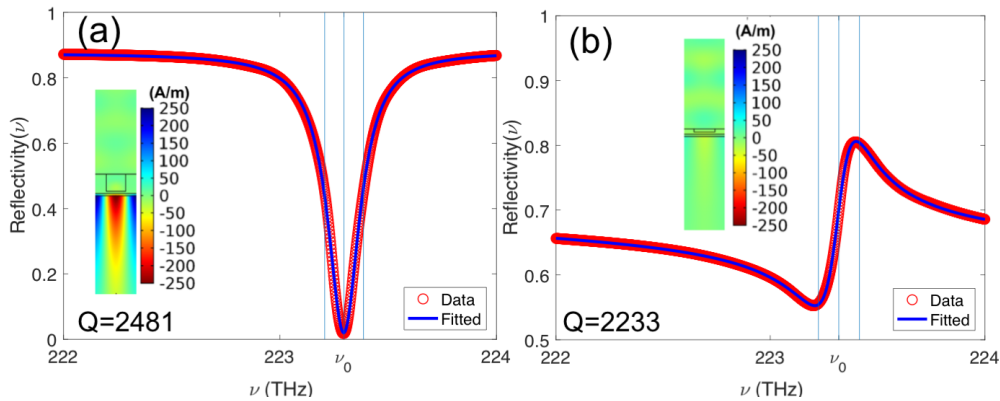 (a)
(A/m)
250
200
150
100
50
0
-50
-100
-150
-200
-250
Q=2481
Data
Fitted
1
0.8
0.6
0.4
0.2
0
Reflectivity(ν)
222
223
ν0
224
ν (THz)
(b)
(A/m)
250
200
150
100
50
0
-50
-100
-150
-200
-250
Q=2233
Data
Fitted
1
0.9
0.8
0.7
0.6
0.5
Reflectivity(ν)
222
223
ν0
224
ν (THz)